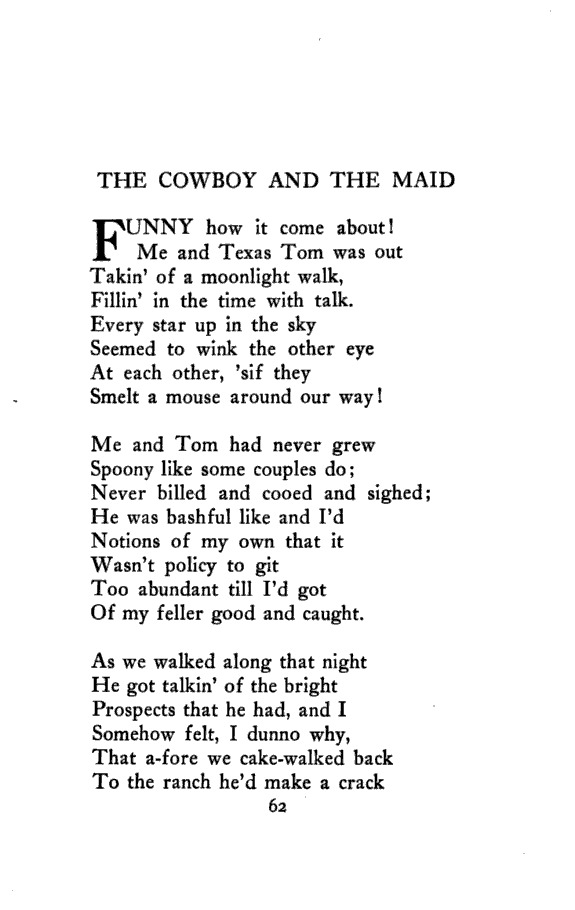 THE COWBOY AND THE MAID
FUNNY how it come about!
Me and Texas Tom was out
Takin' of a moonlight walk,
Fillin' in the time with talk.
Every star up in the sky
Seemed to wink the other eye
At each other, 'sif they
Smelt a mouse around our way!
Me and Tom had never grew
Spoony like some couples do;
Never billed and cooed and sighed;
He was bashful like and I'd
Notions of my own that it
Wasn't policy to git
Too abundant till I'd got
Of my feller good and caught.
As we walked along that night
He got talkin' of the bright
Prospects that he had, and I
Somehow felt, I dunno why,
That a-fore we cake-walked back
To the ranch he'd make a crack
62